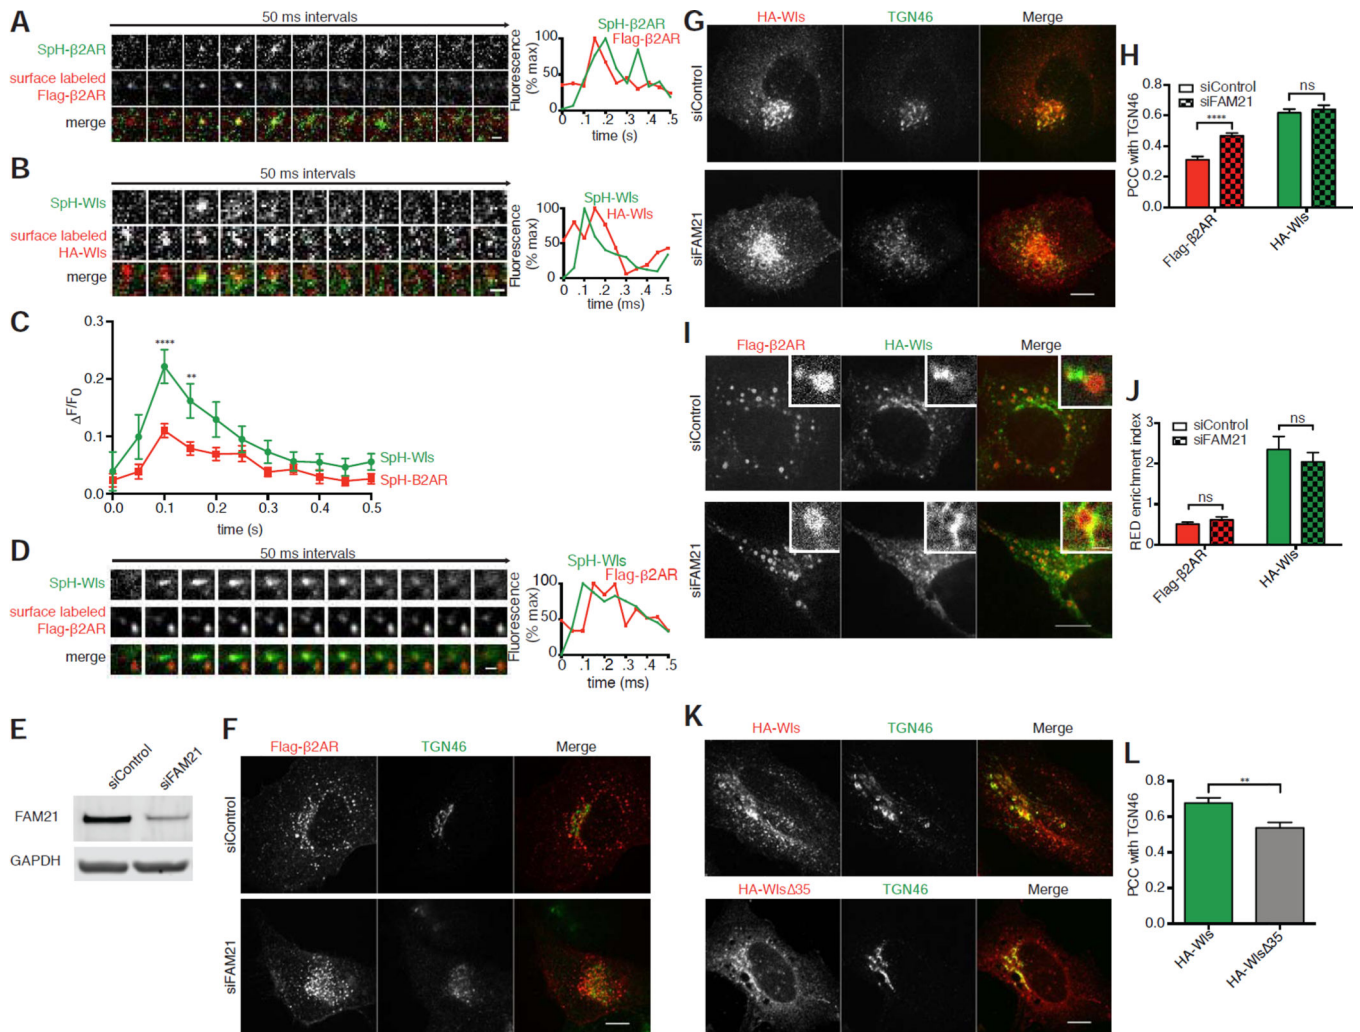 A
50 ms intervals
SpH-β2AR
surface labeled
Flag-β2AR
merge
SpH-β2AR
Flag-β2AR
Fluorescence
(% max)
100
50
0
0 .1 .2 .3 .4 .5
time (s)
B
50 ms intervals
SpH-Wls
surface labeled
HA-Wls
merge
SpH-Wls
HA-Wls
Fluorescence
(% max)
100
50
0
0 .1 .2 .3 .4 .5
time (ms)
C
ΔF/F0
0.3
0.2
0.1
0.0
****
**
SpH-Wls
SpH-B2AR
0.0 0.1 0.2 0.3 0.4 0.5
time (s)
D
50 ms intervals
SpH-Wls
surface labeled
Flag-β2AR
merge
SpH-Wls
Flag-β2AR
Fluorescence
(% max)
100
50
0
0 .1 .2 .3 .4 .5
time (ms)
E
siControl
siFAM21
FAM21
GAPDH
F
Flag-β2AR TGN46 Merge
siControl
siFAM21
G
HA-Wls TGN46 Merge
siControl
siFAM21
H
siControl
siFAM21
PCC with TGN46
0.8
0.6
0.4
0.2
0.0
****
ns
Flag-β2AR
HA-Wls
I
Flag-β2AR HA-Wls Merge
siControl
siFAM21
J
siControl
siFAM21
RED enrichment index
3
2
1
0
ns
ns
Flag-β2AR
HA-Wls
K
HA-Wls TGN46 Merge
HA-WlsΔ35 TGN46 Merge
L
PCC with TGN46
0.8
0.6
0.4
0.2
0.0
**
HA-Wls
HA-WlsΔ35